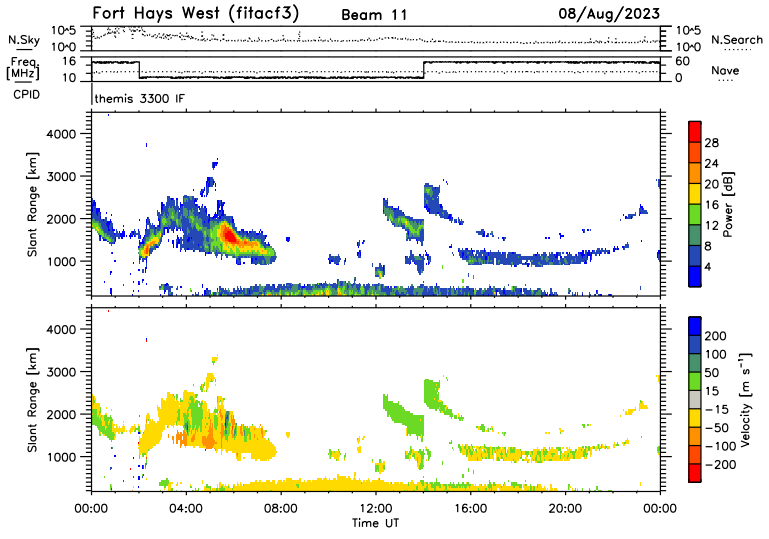 Fort Hays West (fitacf3) Beam 11 08/Aug/2023
N.Sky 10^5 10^0 10^5 10^0 N.Search
Freq. [MHz] 16 10 60 0 Nave
CPID themis 3300 IF
Slant Range [km] 4000 3000 2000 1000
Power [dB] 28 24 20 16 12 8 4
Slant Range [km] 4000 3000 2000 1000
Velocity [m s⁻¹] 200 100 50 15 -15 -50 -100 -200
00:00 04:00 08:00 12:00 16:00 20:00 00:00
Time UT